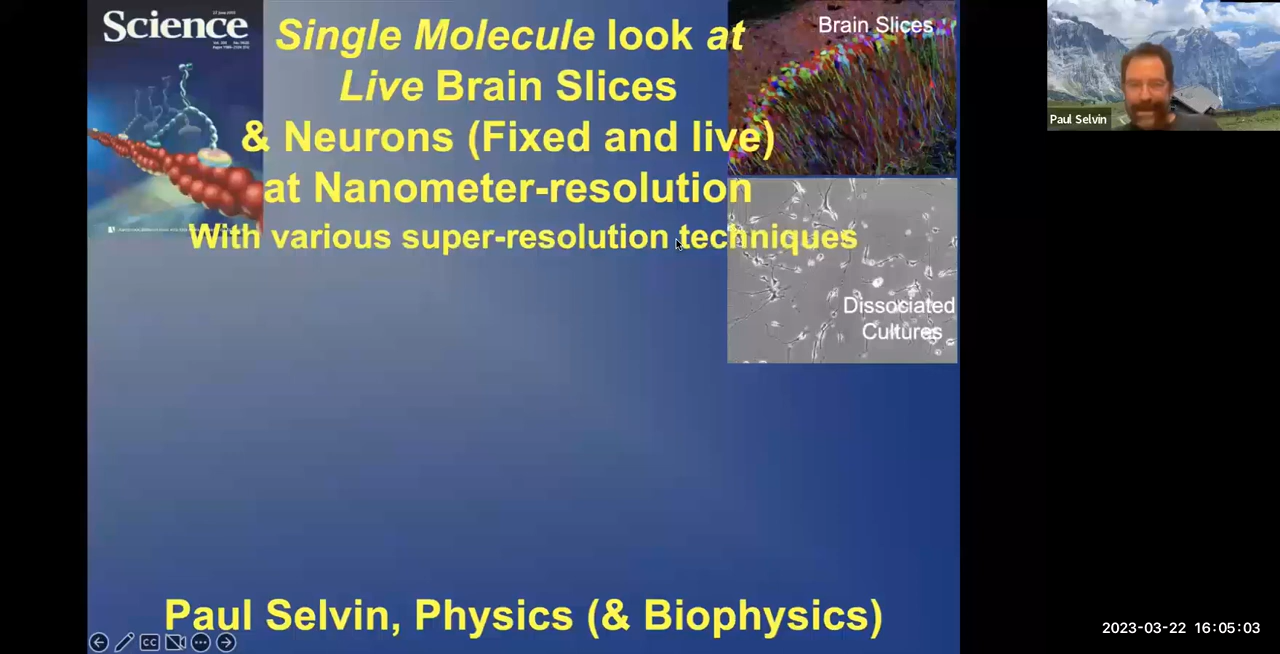 Science
Single Molecule look at
Live Brain Slices
& Neurons (Fixed and live)
at Nanometer-resolution
With various super-resolution techniques
Brain Slices
Dissociated
Cultures
Paul Selvin
Paul Selvin, Physics (& Biophysics)
CC
2023-03-22 16:05:03